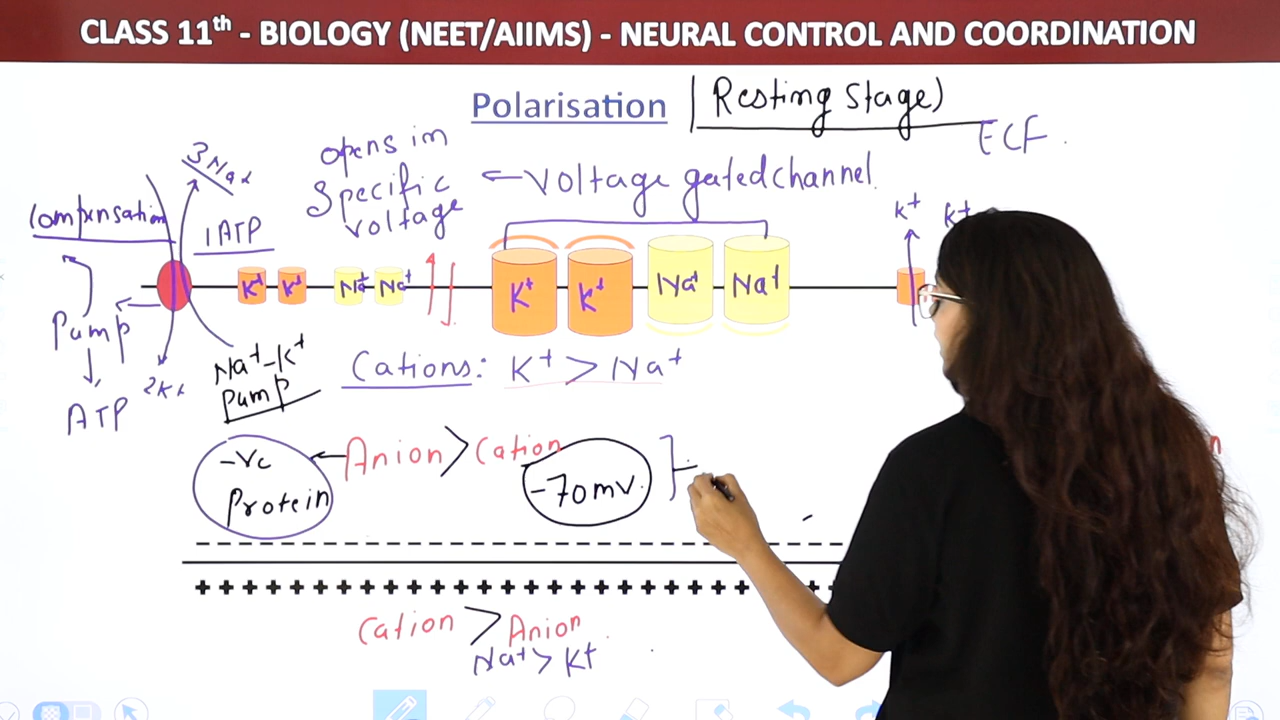 CLASS 11th - BIOLOGY (NEET/AIIMS) - NEURAL CONTROL AND COORDINATION
Polarisation (Resting Stage)
ECF
3Na+
opens in
Specific
voltage
← Voltage gated channel
Compensation
1 ATP
K+ K+
K+ K+ Na+ Na+
K+ K+ Na+ Na+
Pump
ATP
2K+
Na+-K+
Pump
Cations: K+ > Na+
-Ve
Protein
← Anion > Cation
-70mv
- - - - - - - - - - - - - - - - - - - - - - - - - - - -
+ + + + + + + + + + + + + + + + + + + + + + + + + + +
Cation > Anion
Na+ > K+